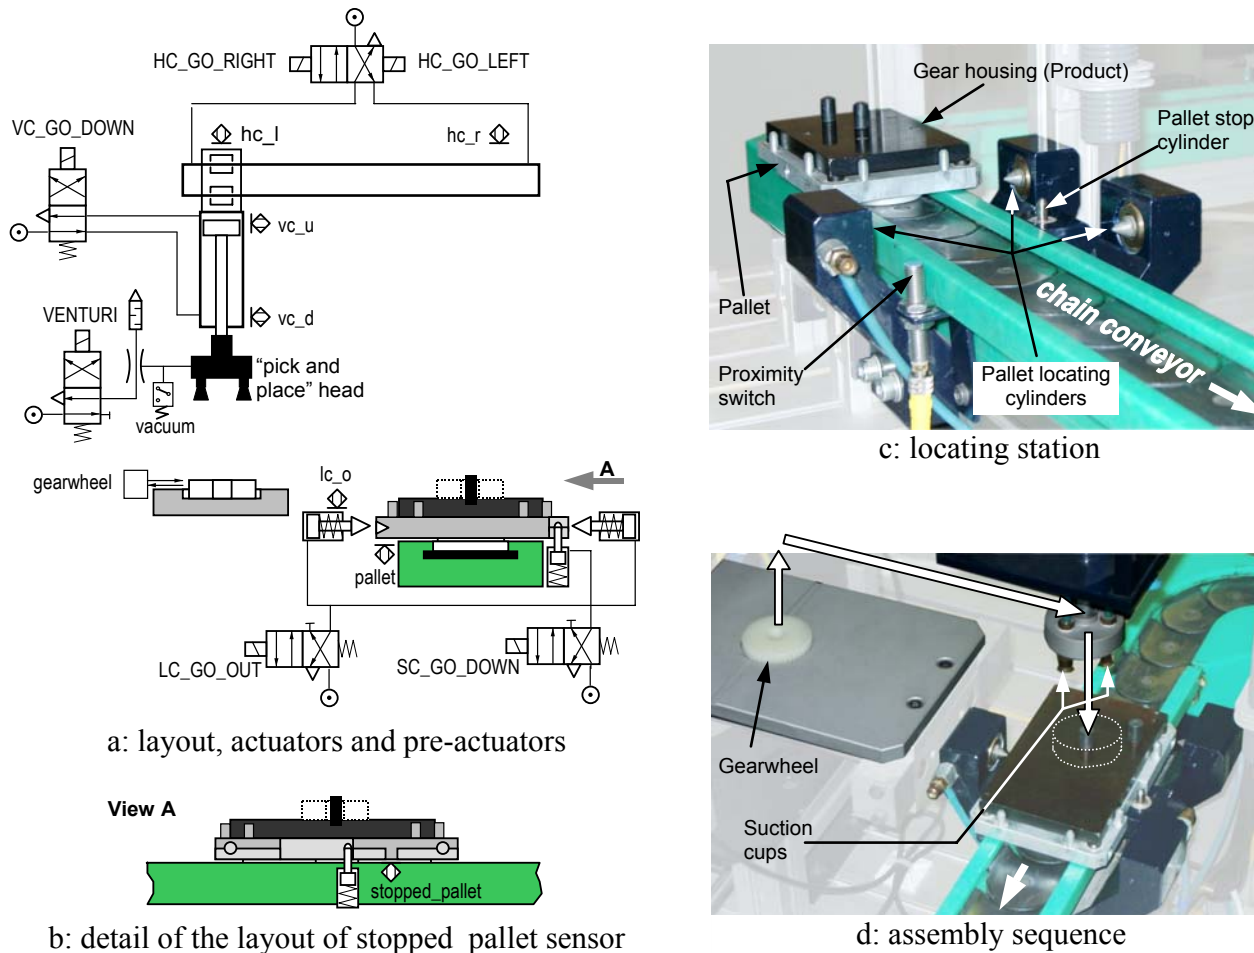 HC_GO_RIGHT
HC_GO_LEFT
VC_GO_DOWN
hc_l
hc_r
vc_u
VENTURI
vc_d
"pick and
place" head
vacuum
gearwheel
lc_o
A
pallet
LC_GO_OUT
SC_GO_DOWN
a: layout, actuators and pre-actuators
View A
stopped_pallet
b: detail of the layout of stopped_pallet sensor
Gear housing (Product)
Pallet stop
cylinder
Pallet
Proximity
switch
Pallet locating
cylinders
chain conveyor
c: locating station
Gearwheel
Suction
cups
d: assembly sequence